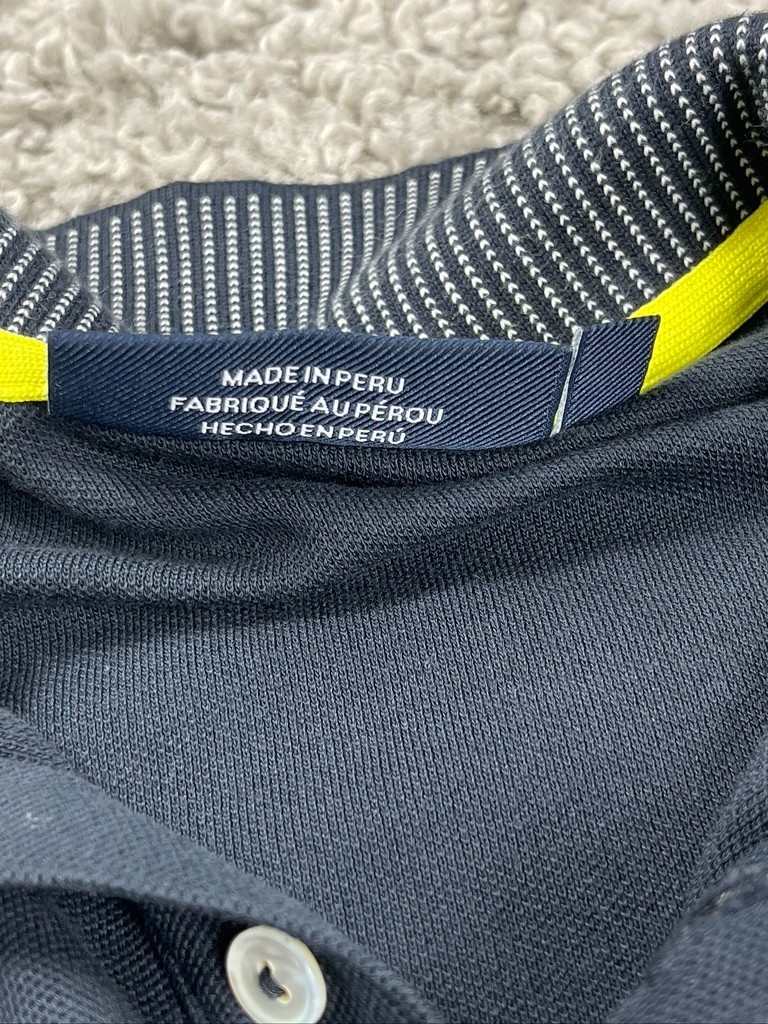 MADE IN PERU
FABRIQUÉ AU PÉROU
HECHO EN PERÚ